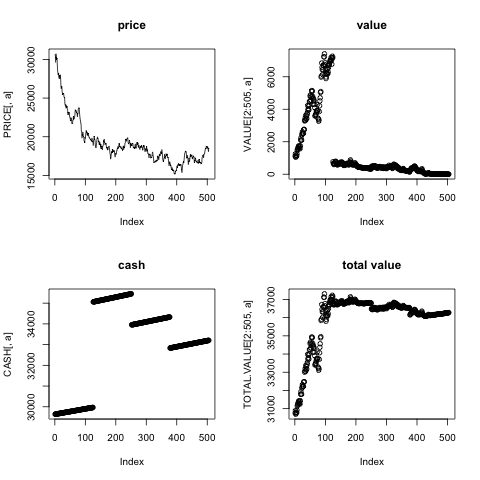 price
PRICE[, a]
15000 20000 25000 30000
0 100 200 300 400 500
Index
value
VALUE[2:505, a]
0 2000 4000 6000
0 100 200 300 400 500
Index
cash
CASH[, a]
30000 32000 34000
0 100 200 300 400 500
Index
total value
TOTAL.VALUE[2:505, a]
31000 33000 35000 37000
0 100 200 300 400 500
Index